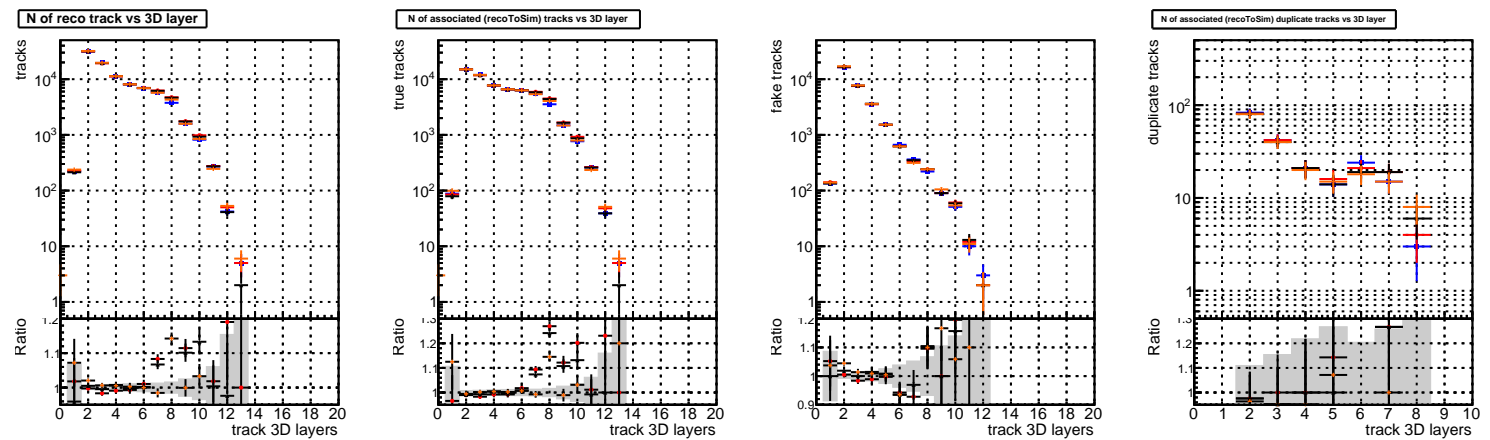 N of reco track vs 3D layer
tracks
10⁴
10³
10²
10
1
Ratio
1.2
1.1
1
0 2 4 6 8 10 12 14 16 18 20
track 3D layers
N of associated (recoToSim) tracks vs 3D layer
true tracks
10⁴
10³
10²
10
1
Ratio
1.3
1.2
1.1
1
0 2 4 6 8 10 12 14 16 18 20
track 3D layers
fake tracks
10⁴
10³
10²
10
1
Ratio
1.2
1.1
1
0.9
0 2 4 6 8 10 12 14 16 18 20
track 3D layers
N of associated (recoToSim) duplicate tracks vs 3D layer
duplicate tracks
10²
10
1
Ratio
1.3
1.2
1.1
1
0 1 2 3 4 5 6 7 8 9 10
track 3D layers